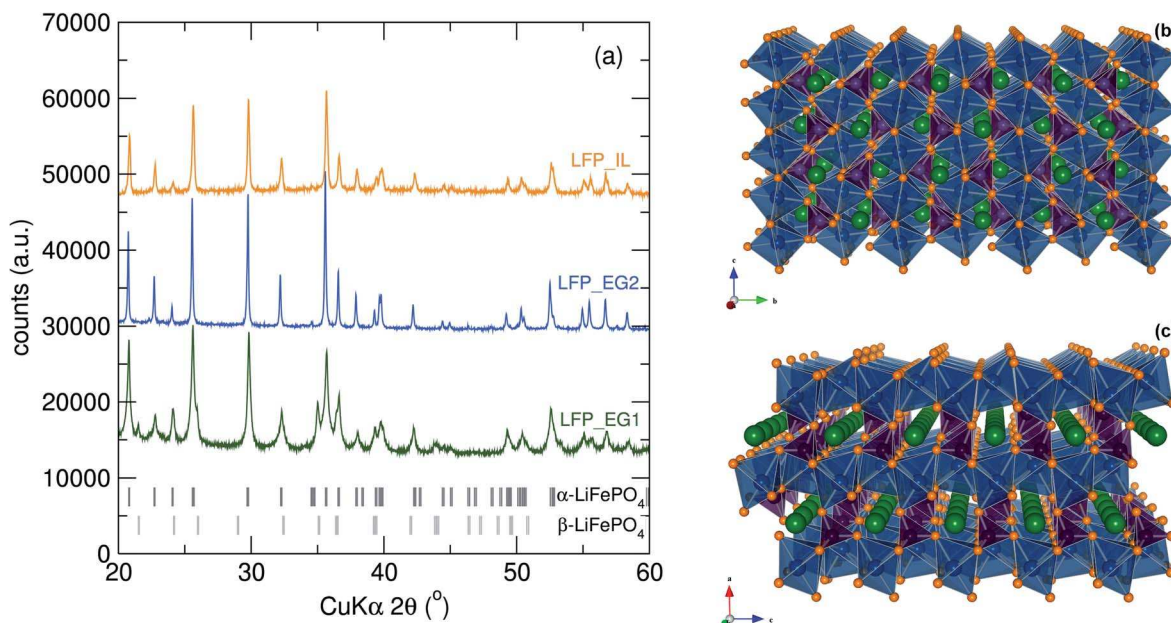 (a)
70000
60000
50000
40000
30000
20000
10000
0
counts (a.u.)
LFP_IL
LFP_EG2
LFP_EG1
α-LiFePO4
β-LiFePO4
20 30 40 50 60
CuKα 2θ (°)
(b)
c
b
(c)
a
c